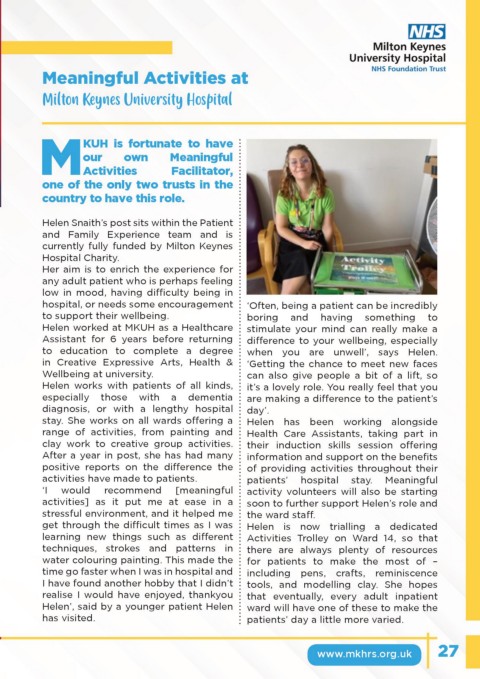 NHS
Milton Keynes
University Hospital
NHS Foundation Trust
Meaningful Activities at
Milton Keynes University Hospital
MKUH is fortunate to have
our own Meaningful
Activities Facilitator,
one of the only two trusts in the
country to have this role.
Helen Snaith's post sits within the Patient
and Family Experience team and is
currently fully funded by Milton Keynes
Hospital Charity.
Her aim is to enrich the experience for
any adult patient who is perhaps feeling
low in mood, having difficulty being in
hospital, or needs some encouragement
to support their wellbeing.
Helen worked at MKUH as a Healthcare
Assistant for 6 years before returning
to education to complete a degree
in Creative Expressive Arts, Health &
Wellbeing at university.
Helen works with patients of all kinds,
especially those with a dementia
diagnosis, or with a lengthy hospital
stay. She works on all wards offering a
range of activities, from painting and
clay work to creative group activities.
After a year in post, she has had many
positive reports on the difference the
activities have made to patients.
'I would recommend [meaningful
activities] as it put me at ease in a
stressful environment, and it helped me
get through the difficult times as I was
learning new things such as different
techniques, strokes and patterns in
water colouring painting. This made the
time go faster when I was in hospital and
I have found another hobby that I didn't
realise I would have enjoyed, thankyou
Helen', said by a younger patient Helen
has visited.
Activity
Trolley
'Often, being a patient can be incredibly
boring and having something to
stimulate your mind can really make a
difference to your wellbeing, especially
when you are unwell', says Helen.
'Getting the chance to meet new faces
can also give people a bit of a lift, so
it's a lovely role. You really feel that you
are making a difference to the patient's
day'.
Helen has been working alongside
Health Care Assistants, taking part in
their induction skills session offering
information and support on the benefits
of providing activities throughout their
patients' hospital stay. Meaningful
activity volunteers will also be starting
soon to further support Helen's role and
the ward staff.
Helen is now trialling a dedicated
Activities Trolley on Ward 14, so that
there are always plenty of resources
for patients to make the most of –
including pens, crafts, reminiscence
tools, and modelling clay. She hopes
that eventually, every adult inpatient
ward will have one of these to make the
patients' day a little more varied.
www.mkhrs.org.uk
27